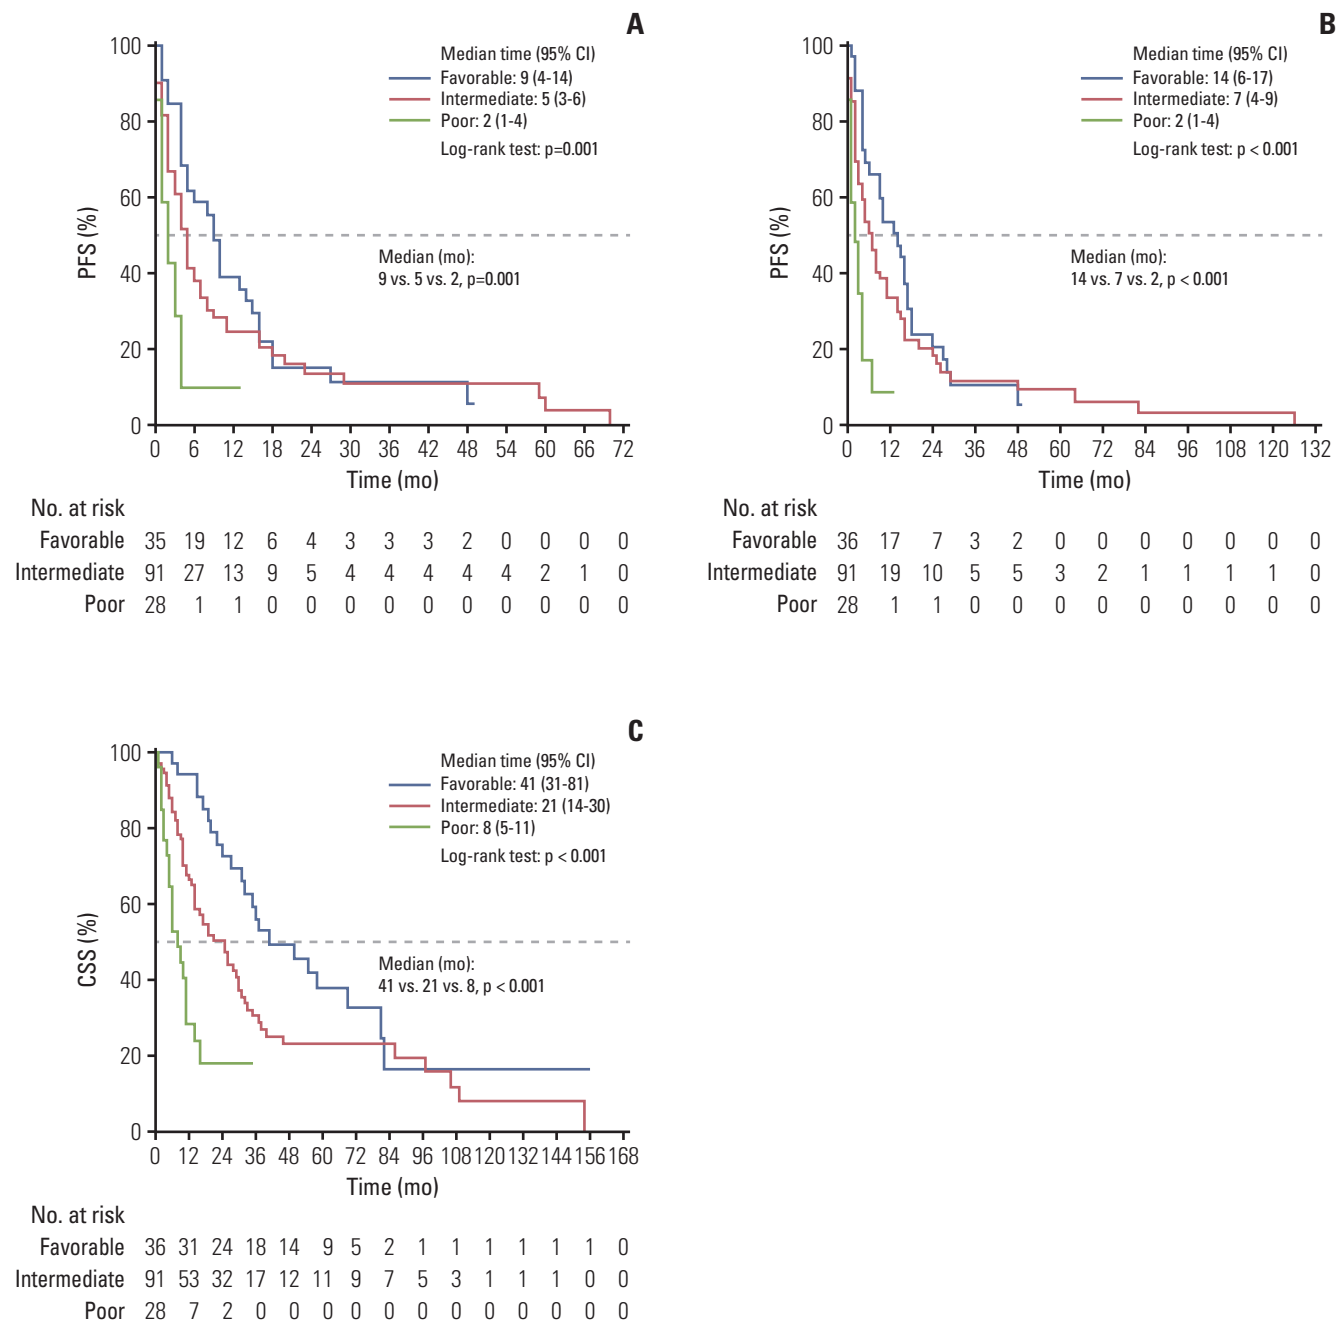 A
100
80
60
40
20
0
PFS (%)
Median time (95% CI)
Favorable: 9 (4-14)
Intermediate: 5 (3-6)
Poor: 2 (1-4)
Log-rank test: p=0.001
Median (mo):
9 vs. 5 vs. 2, p=0.001
0 6 12 18 24 30 36 42 48 54 60 66 72
Time (mo)
No. at risk
Favorable 35 19 12 6 4 3 3 3 2 0 0 0 0
Intermediate 91 27 13 9 5 4 4 4 4 4 2 1 0
Poor 28 1 1 0 0 0 0 0 0 0 0 0 0
B
100
80
60
40
20
0
PFS (%)
Median time (95% CI)
Favorable: 14 (6-17)
Intermediate: 7 (4-9)
Poor: 2 (1-4)
Log-rank test: p < 0.001
Median (mo):
14 vs. 7 vs. 2, p < 0.001
0 12 24 36 48 60 72 84 96 108 120 132
Time (mo)
No. at risk
Favorable 36 17 7 3 2 0 0 0 0 0 0 0
Intermediate 91 19 10 5 5 3 2 1 1 1 1 0
Poor 28 1 1 0 0 0 0 0 0 0 0 0
C
100
80
60
40
20
0
CSS (%)
Median time (95% CI)
Favorable: 41 (31-81)
Intermediate: 21 (14-30)
Poor: 8 (5-11)
Log-rank test: p < 0.001
Median (mo):
41 vs. 21 vs. 8, p < 0.001
0 12 24 36 48 60 72 84 96 108 120 132 144 156 168
Time (mo)
No. at risk
Favorable 36 31 24 18 14 9 5 2 1 1 1 1 1 1 0
Intermediate 91 53 32 17 12 11 9 7 5 3 1 1 1 0 0
Poor 28 7 2 0 0 0 0 0 0 0 0 0 0 0 0